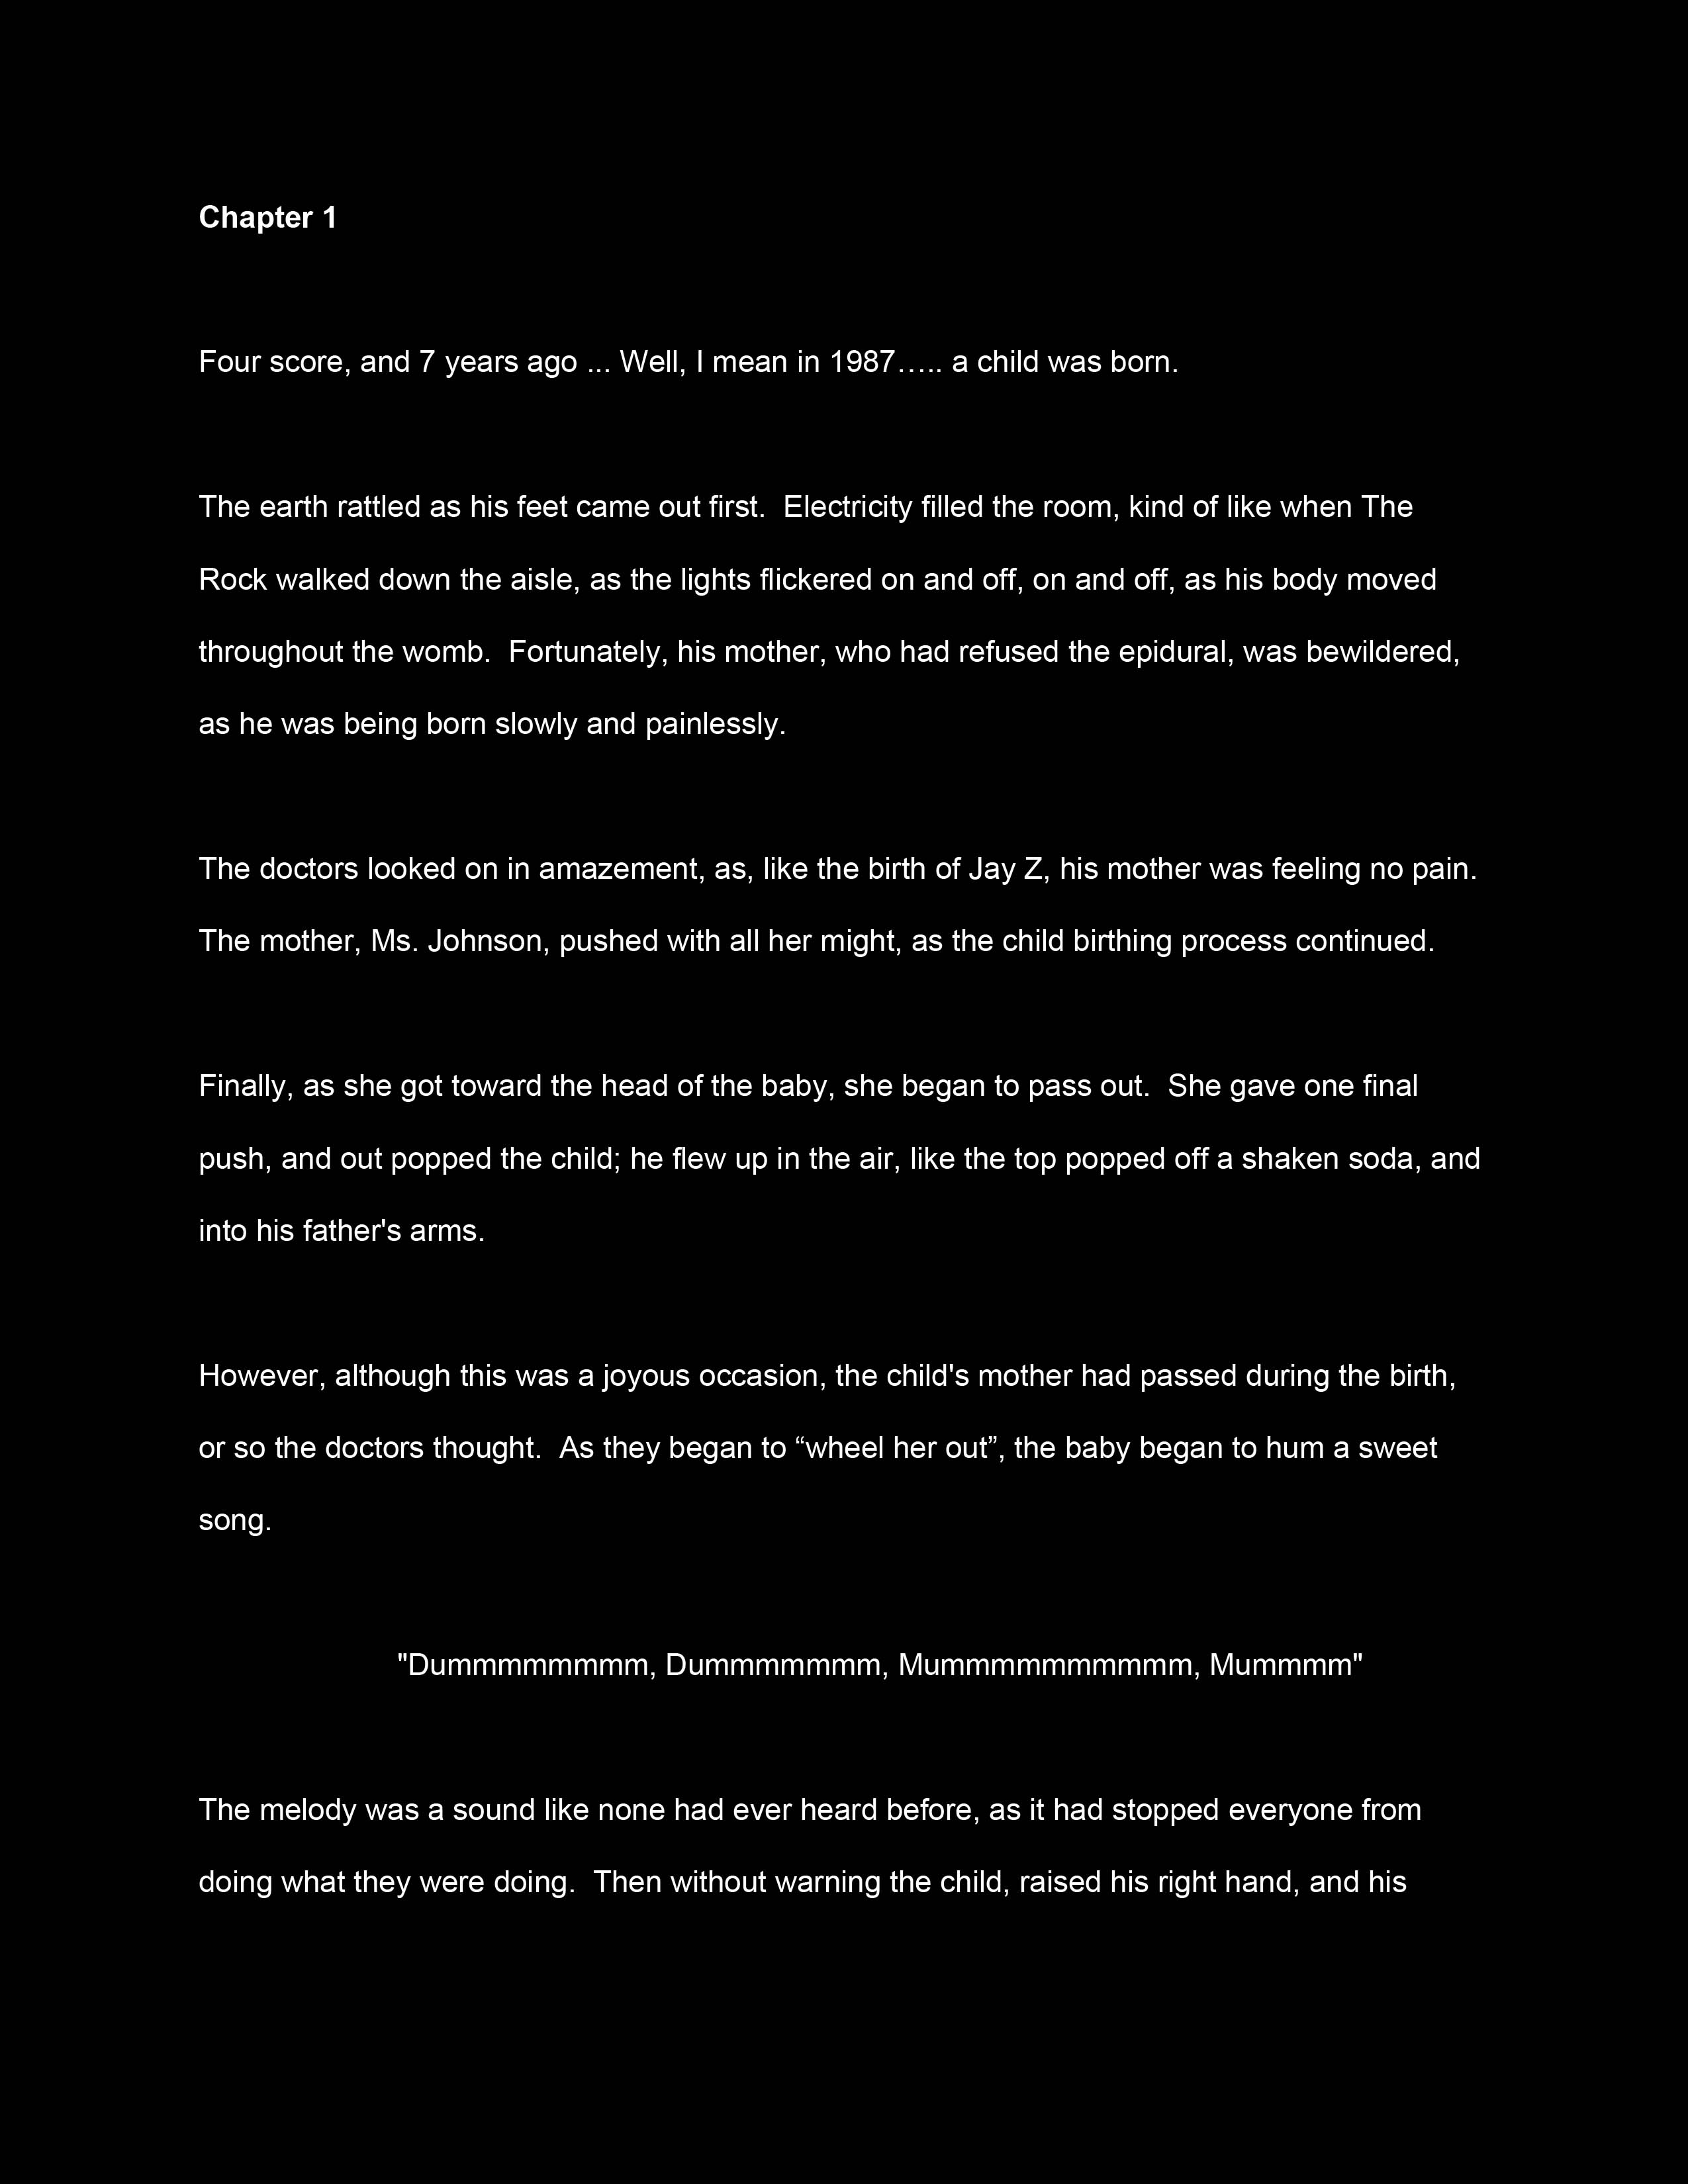 Chapter 1
Four score, and 7 years ago ... Well, I mean in 1987….. a child was born.
The earth rattled as his feet came out first.  Electricity filled the room, kind of like when The
Rock walked down the aisle, as the lights flickered on and off, on and off, as his body moved
throughout the womb.  Fortunately, his mother, who had refused the epidural, was bewildered,
as he was being born slowly and painlessly.
The doctors looked on in amazement, as, like the birth of Jay Z, his mother was feeling no pain.
The mother, Ms. Johnson, pushed with all her might, as the child birthing process continued.
Finally, as she got toward the head of the baby, she began to pass out.  She gave one final
push, and out popped the child; he flew up in the air, like the top popped off a shaken soda, and
into his father's arms.
However, although this was a joyous occasion, the child's mother had passed during the birth,
or so the doctors thought.  As they began to “wheel her out”, the baby began to hum a sweet
song.
"Dummmmmmmm, Dummmmmmm, Mummmmmmmmmm, Mummmm"
The melody was a sound like none had ever heard before, as it had stopped everyone from
doing what they were doing.  Then without warning the child, raised his right hand, and his